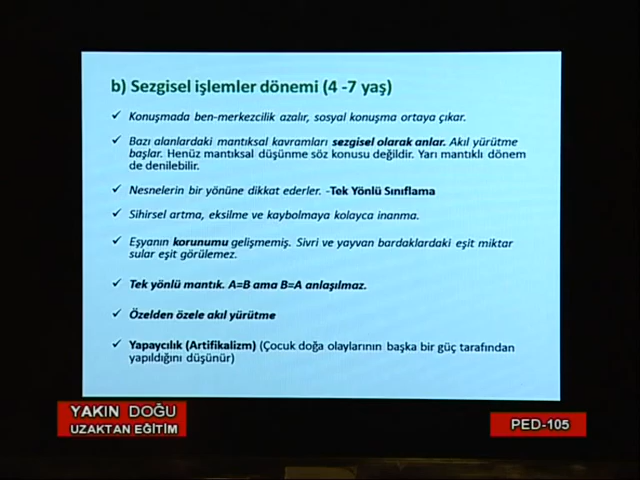 b) Sezgisel işlemler dönemi (4 -7 yaş)
✓ Konuşmada ben-merkezcilik azalır, sosyal konuşma ortaya çıkar.
✓ Bazı alanlardaki mantıksal kavramları sezgisel olarak anlar. Akıl yürütme
başlar. Henüz mantıksal düşünme söz konusu değildir. Yarı mantıklı dönem
de denilebilir.
✓ Nesnelerin bir yönüne dikkat ederler. -Tek Yönlü Sınıflama
✓ Sihirsel artma, eksilme ve kaybolmaya kolayca inanma.
✓ Eşyanın korunumu gelişmemiş. Sivri ve yayvan bardaklardaki eşit miktar
sular eşit görülemez.
✓ Tek yönlü mantık. A=B ama B=A anlaşılmaz.
✓ Özelden özele akıl yürütme
✓ Yapaycılık (Artifikalizm) (Çocuk doğa olaylarının başka bir güç tarafından
yapıldığını düşünür)
YAKIN DOĞU
UZAKTAN EĞİTİM
PED-105